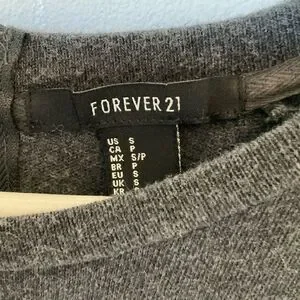 FOREVER 21
US S
CA P
MX S/P
BR P
EU S
UK S
KR